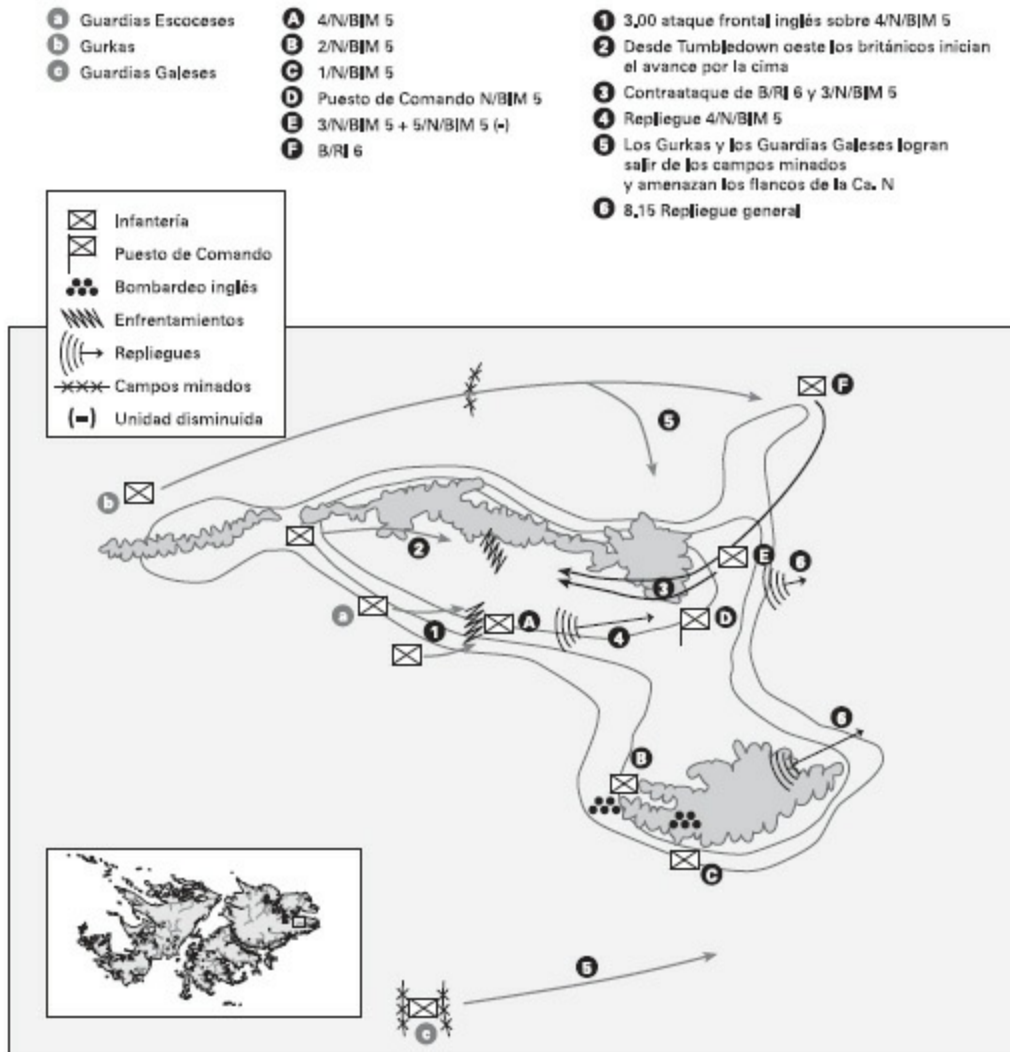 a Guardias Escoceses
b Gurkas
c Guardias Galeses
A 4/N/BIM 5
B 2/N/BIM 5
C 1/N/BIM 5
D Puesto de Comando N/BIM 5
E 3/N/BIM 5 + 5/N/BIM 5 (-)
F B/RI 6
1 3.00 ataque frontal inglés sobre 4/N/BIM 5
2 Desde Tumbledown oeste los británicos inician
el avance por la cima
3 Contraataque de B/RI 6 y 3/N/BIM 5
4 Repliegue 4/N/BIM 5
5 Los Gurkas y los Guardias Galeses logran
salir de los campos minados
y amenazan los flancos de la Ca. N
6 8.15 Repliegue general
Infantería
Puesto de Comando
Bombardeo inglés
Enfrentamientos
Repliegues
Campos minados
(-) Unidad disminuida
F
5
b
2
E
6
3
a
1
A
4
D
6
B
C
5
c